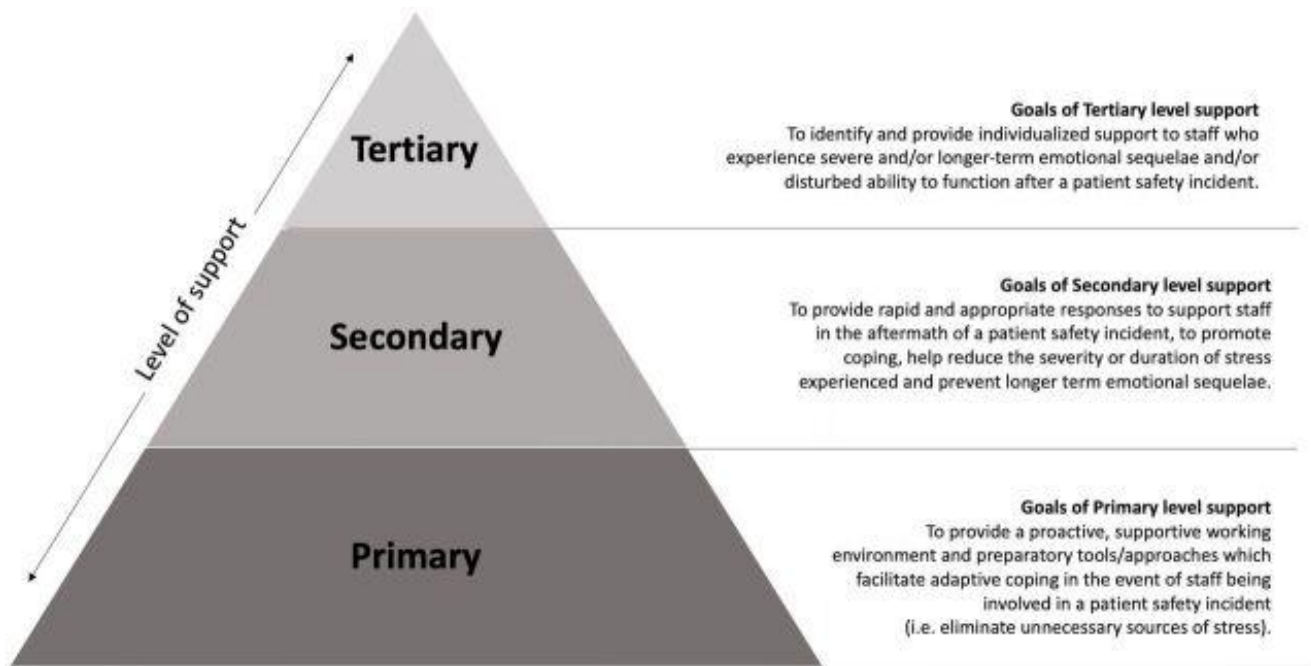 Level of support
Tertiary
Goals of Tertiary level support
To identify and provide individualized support to staff who
experience severe and/or longer-term emotional sequelae and/or
disturbed ability to function after a patient safety incident.
Secondary
Goals of Secondary level support
To provide rapid and appropriate responses to support staff
in the aftermath of a patient safety incident, to promote
coping, help reduce the severity or duration of stress
experienced and prevent longer term emotional sequelae.
Primary
Goals of Primary level support
To provide a proactive, supportive working
environment and preparatory tools/approaches which
facilitate adaptive coping in the event of staff being
involved in a patient safety incident
(i.e. eliminate unnecessary sources of stress).